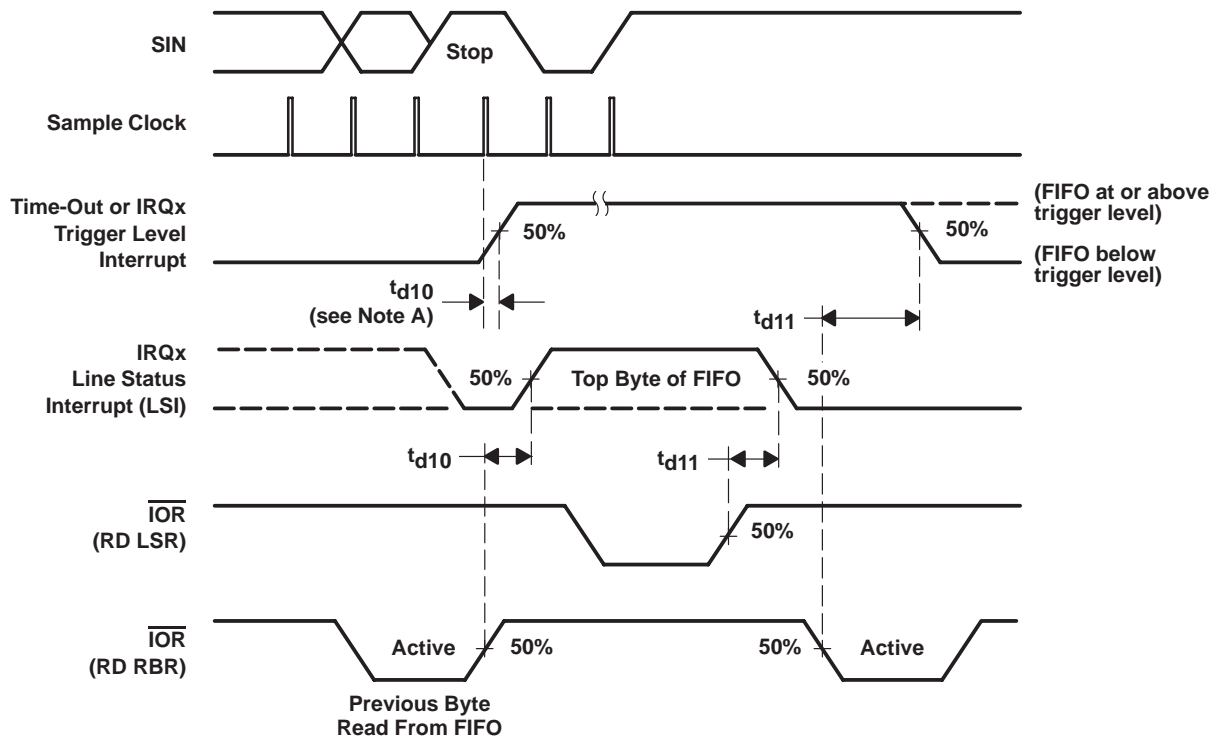 SIN
Stop
Sample Clock
Time-Out or IRQx
Trigger Level
Interrupt
50%
50%
(FIFO at or above
trigger level)
(FIFO below
trigger level)
td10
(see Note A)
td11
IRQx
Line Status
Interrupt (LSI)
50%
Top Byte of FIFO
50%
td10
td11
IOR
(RD LSR)
50%
IOR
(RD RBR)
Active
50%
50%
Active
Previous Byte
Read From FIFO